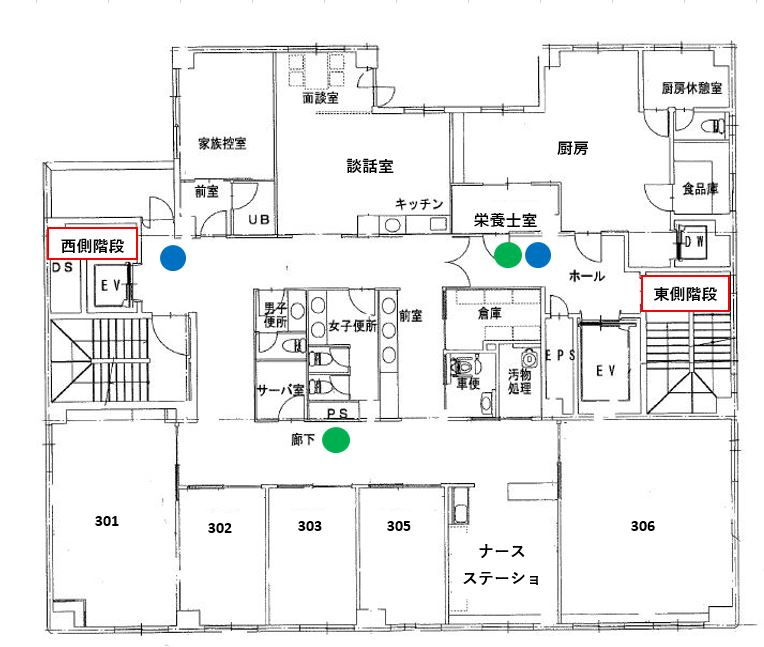 面談室
厨房休憩室
家族控室
談話室
厨房
食品庫
前室
UB
キッチン
栄養士室
西側階段
DW
DS
EV
ホール
東側階段
男子
便所
女子便所
前室
倉庫
EPS
EV
サーバ室
車便
汚物
処理
PS
廊下
301
302
303
305
ナース
ステーショ
306